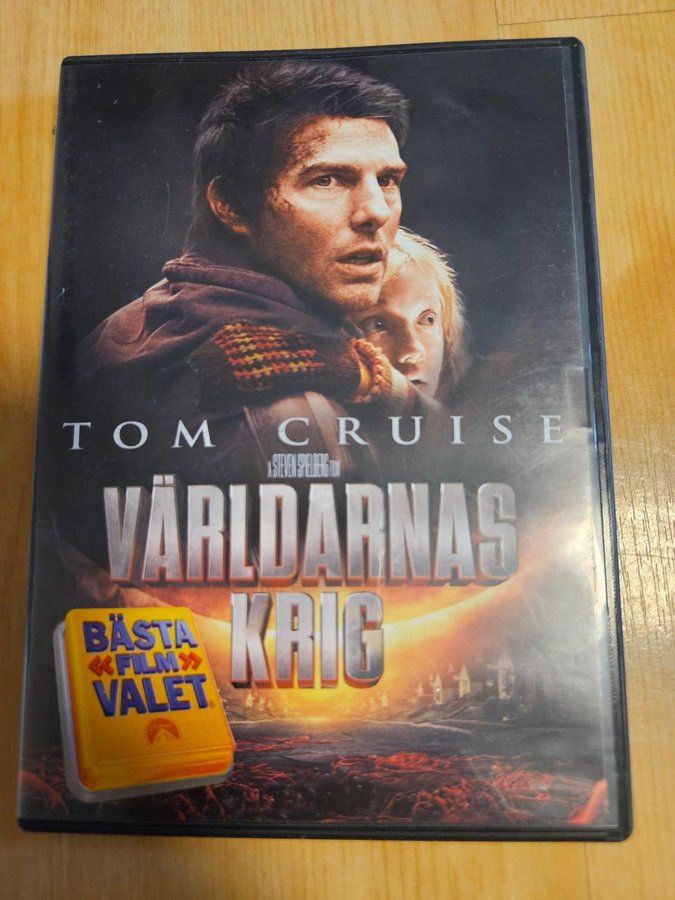 TOM CRUISE
A STEVEN SPIELBERG FILM
VÄRLDARNAS
KRIG
BÄSTA
«FILM»
VALET